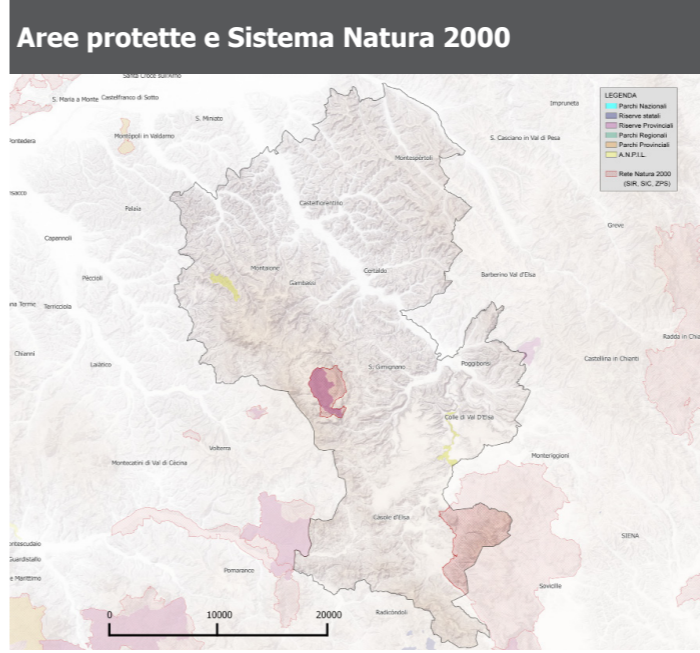 Aree protette e Sistema Natura 2000
Santa Croce sull'Arno
S. Maria a Monte
Castelfranco di Sotto
Impruneta
LEGENDA
Parchi Nazionali
Riserve statali
Riserve Provinciali
Parchi Regionali
Parchi Provinciali
A.N.P.I.L.
Rete Natura 2000
(SIR, SIC, ZPS)
S. Miniato
Montopoli in Valdarno
S. Casciano in Val di Pesa
Montespertoli
Palaia
Castelfiorentino
Greve
Capannoli
Montaione
Certaldo
Barberino Val d'Elsa
Peccioli
Gambassi
Terricciola
Chianni
Lajatico
S. Gimignano
Poggibonsi
Castellina in Chianti
Colle di Val D'Elsa
Volterra
Monteriggioni
Montecatini di Val di Cecina
Casole d'Elsa
SIENA
Guardistallo
Pomarance
Sovicille
Radicondoli
0 10000 20000